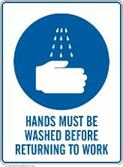 HANDS MUST BE
WASHED BEFORE
RETURNING TO WORK